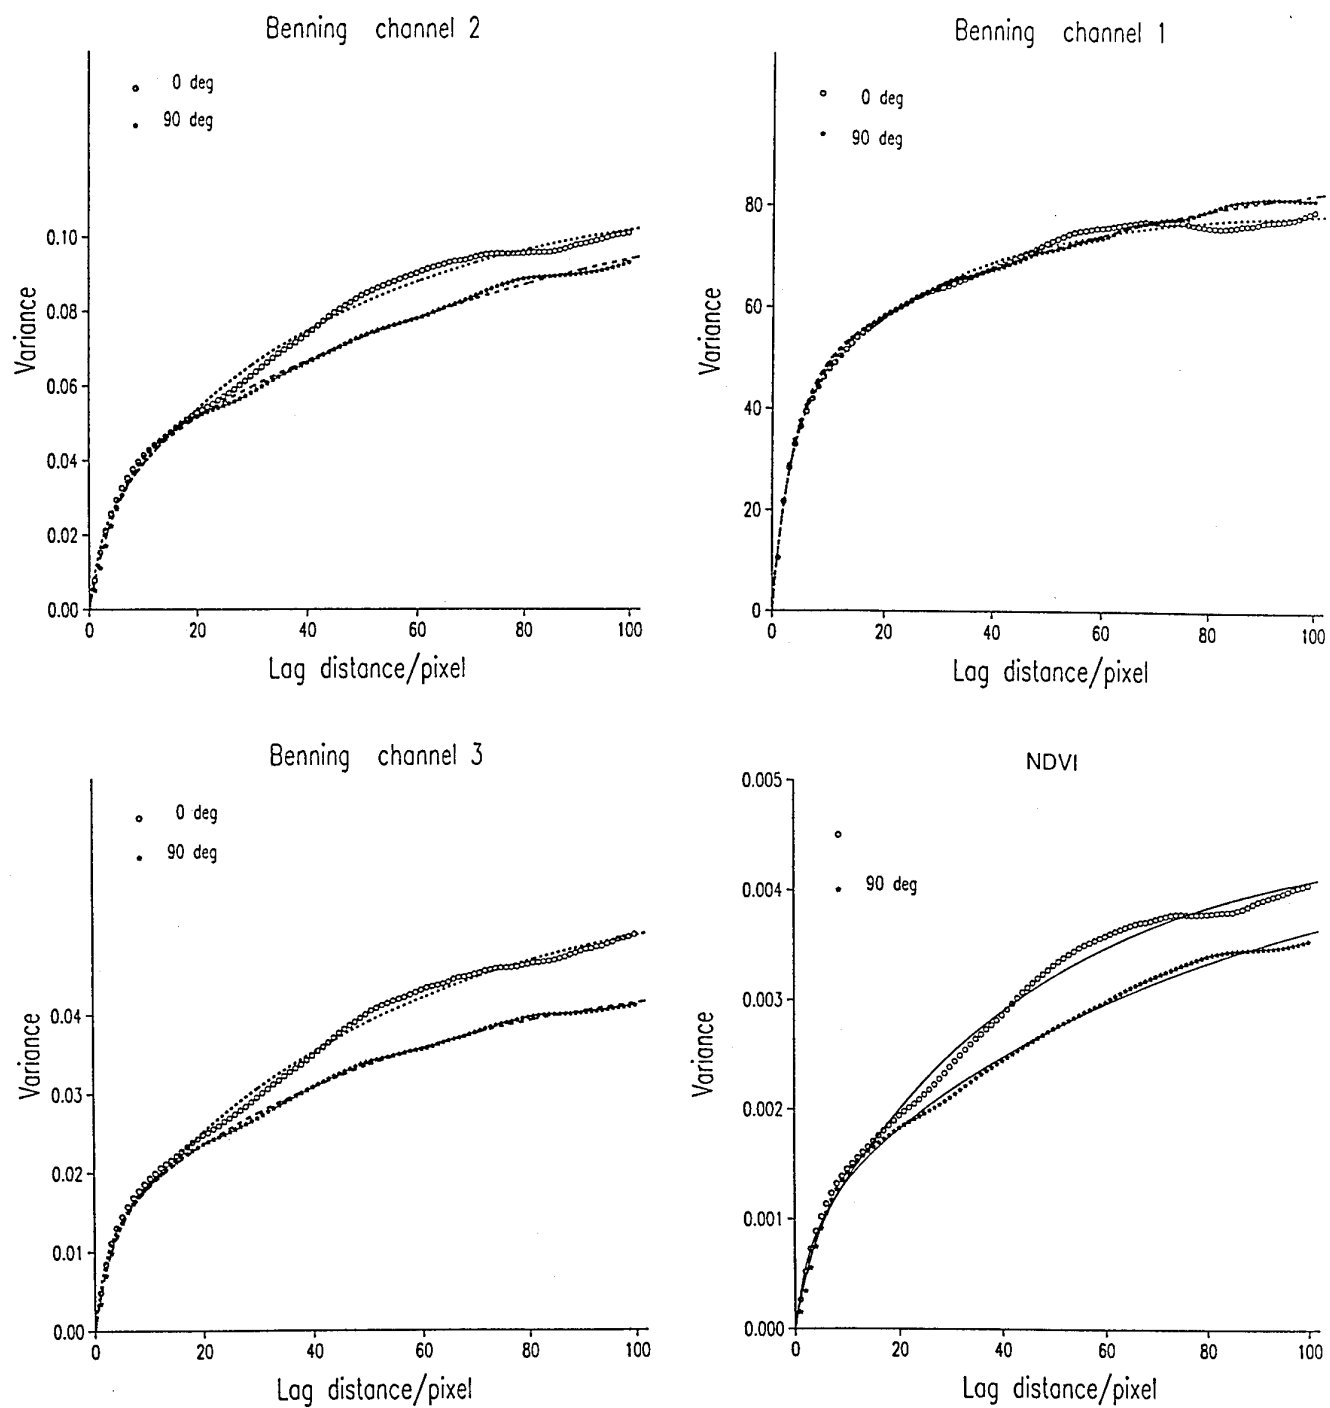 Benning channel 2
0 deg
90 deg
0.10
0.08
0.06
0.04
0.02
0.00
Variance
0 20 40 60 80 100
Lag distance/pixel
Benning channel 1
0 deg
90 deg
80
60
40
20
0
Variance
0 20 40 60 80 100
Lag distance/pixel
Benning channel 3
0 deg
90 deg
0.04
0.03
0.02
0.01
0.00
Variance
0 20 40 60 80 100
Lag distance/pixel
NDVI
90 deg
0.005
0.004
0.003
0.002
0.001
0.000
Variance
0 20 40 60 80 100
Lag distance/pixel